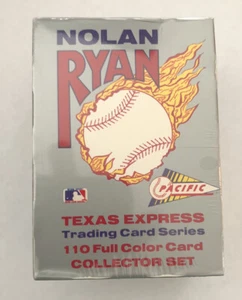 NOLAN
RYAN
PACIFIC
TEXAS EXPRESS
Trading Card Series
110 Full Color Card
COLLECTOR SET